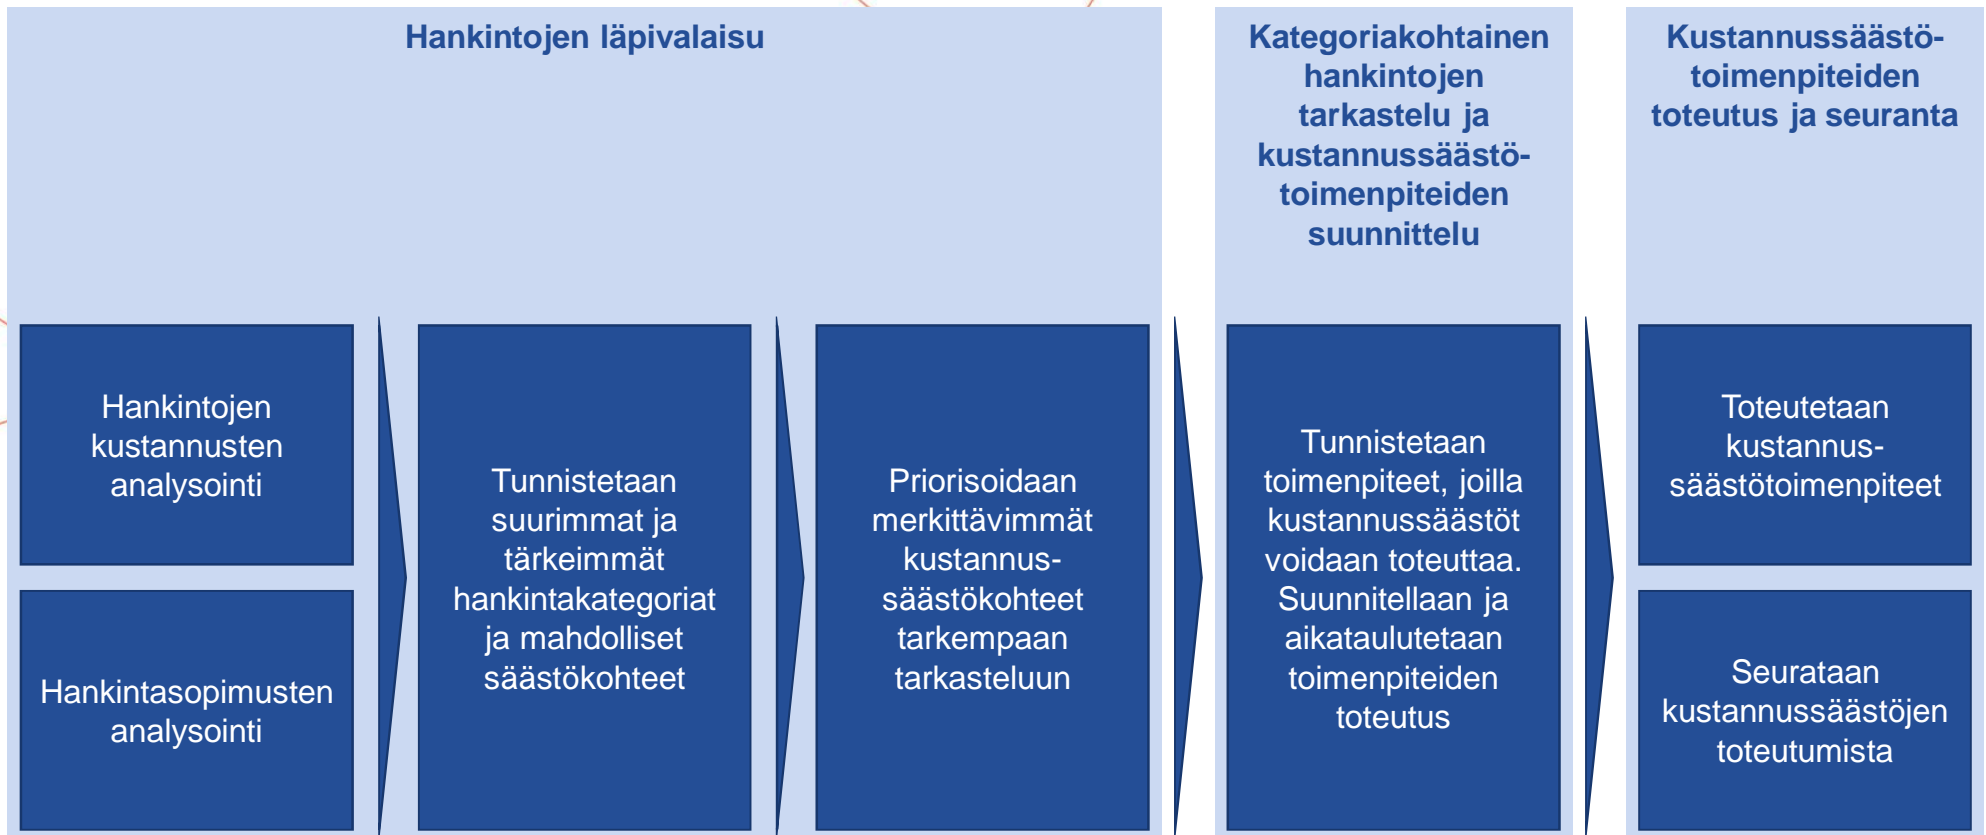 Hankintojen läpivalaisu
Kategoriakohtainen
hankintojen
tarkastelu ja
kustannussäästö-
toimenpiteiden
suunnittelu
Kustannussäästö-
toimenpiteiden
toteutus ja seuranta
Hankintojen
kustannusten
analysointi
Hankintasopimusten
analysointi
Tunnistetaan
suurimmat ja
tärkeimmät
hankintakategoriat
ja mahdolliset
säästökohteet
Priorisoidaan
merkittävimmät
kustannus-
säästökohteet
tarkempaan
tarkasteluun
Tunnistetaan
toimenpiteet, joilla
kustannussäästöt
voidaan toteuttaa.
Suunnitellaan ja
aikataulutetaan
toimenpiteiden
toteutus
Toteutetaan
kustannus-
säästötoimenpiteet
Seurataan
kustannussäästöjen
toteutumista